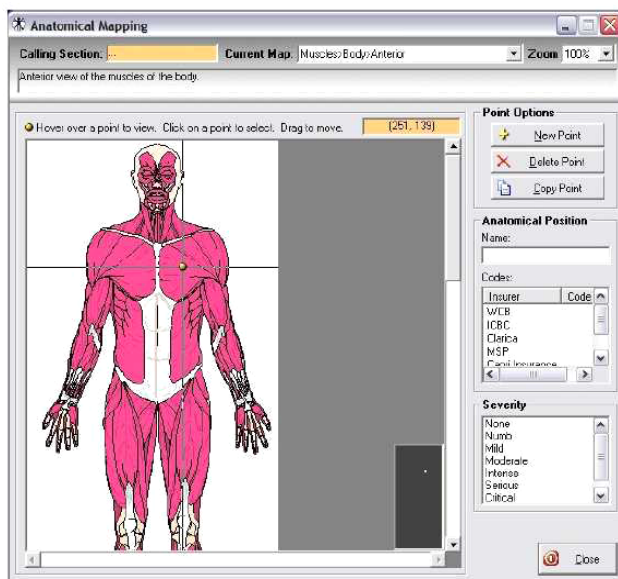 Anatomical Mapping
Calling Section: ... Current Map: Muscles>Body>Anterior Zoom 100%
Anterior view of the muscles of the body.
Hover over a point to view. Click on a point to select. Drag to move. (251, 139)
Point Options
New Point
Delete Point
Copy Point
Anatomical Position
Name:
Codes:
Insurer Code
WCB
ICBC
Clarica
MSP
Capri Insurance
Severity
None
Numb
Mild
Moderate
Intense
Serious
Critical
Close